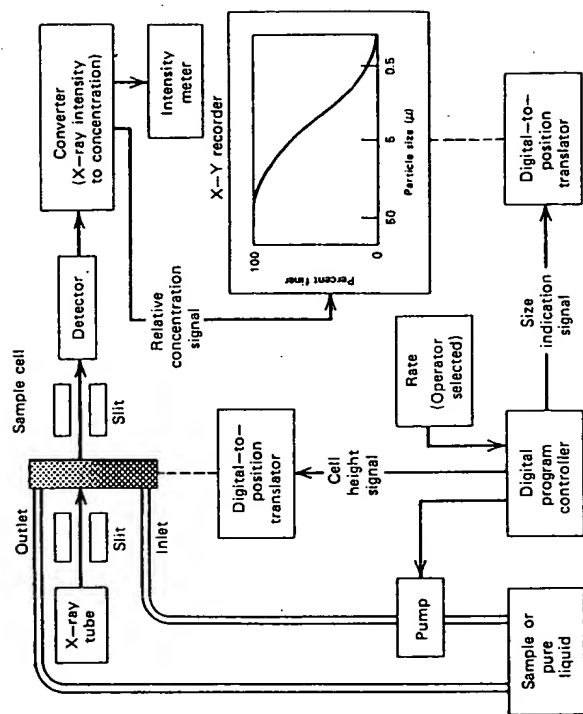 Outlet
Sample cell
X-ray
tube
Slit
Slit
Inlet
Detector
Converter
(X-ray intensity
to concentration)
Intensity
meter
Relative
concentration
signal
X-Y recorder
100
0
Percent finer
50
5
0.5
Particle size (μ)
Digital-to-
position
translator
Cell
height
signal
Rate
(Operator
selected)
Digital-to-
position
translator
Size
indication
signal
Pump
Digital
program
controller
Sample or
pure
liquid